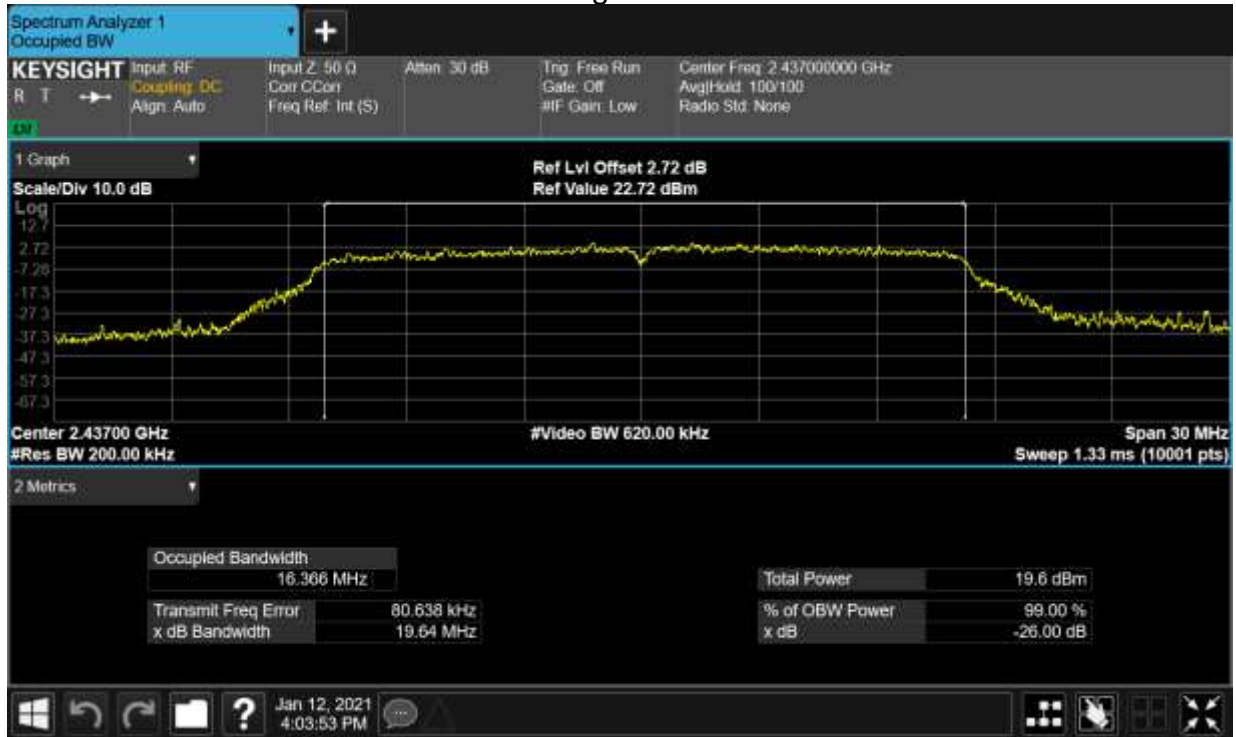 Spectrum Analyzer 1
Occupied BW
+
KEYSIGHT
R T
Input: RF
Coupling: DC
Align: Auto
Input Z: 50 Ω
Corr CCorr
Freq Ref: Int (S)
Atten: 30 dB
Trig: Free Run
Gate: Off
#IF Gain: Low
Center Freq: 2.437000000 GHz
Avg|Hold: 100/100
Radio Std: None
1 Graph
Scale/Div 10.0 dB
Ref Lvl Offset 2.72 dB
Ref Value 22.72 dBm
Log
12.7
2.72
-7.28
-17.3
-27.3
-37.3
-47.3
-57.3
-67.3
Center 2.43700 GHz
#Res BW 200.00 kHz
#Video BW 620.00 kHz
Span 30 MHz
Sweep 1.33 ms (10001 pts)
2 Metrics
Occupied Bandwidth
16.366 MHz
Transmit Freq Error 80.638 kHz
x dB Bandwidth 19.64 MHz
Total Power 19.6 dBm
% of OBW Power 99.00 %
x dB -26.00 dB
?
Jan 12, 2021
4:03:53 PM